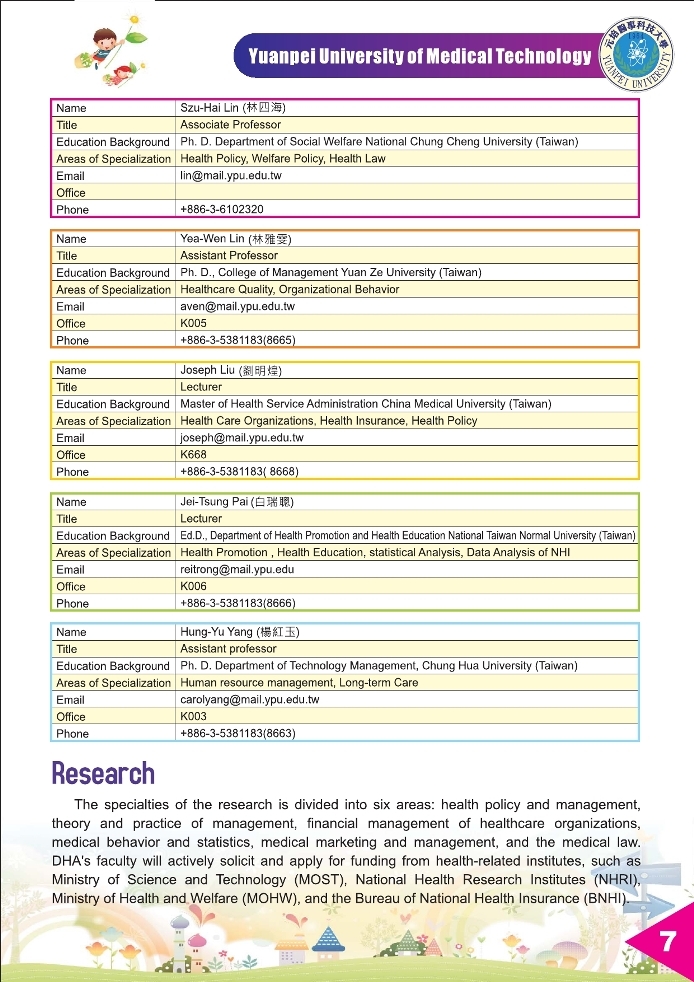 Yuanpei University of Medical Technology
元培醫事科技大學
YUANPEI UNIVERSITY
Name Szu-Hai Lin (林四海)
Title Associate Professor
Education Background Ph. D. Department of Social Welfare National Chung Cheng University (Taiwan)
Areas of Specialization Health Policy, Welfare Policy, Health Law
Email lin@mail.ypu.edu.tw
Office
Phone +886-3-6102320
Name Yea-Wen Lin (林雅雯)
Title Assistant Professor
Education Background Ph. D., College of Management Yuan Ze University (Taiwan)
Areas of Specialization Healthcare Quality, Organizational Behavior
Email aven@mail.ypu.edu.tw
Office K005
Phone +886-3-5381183(8665)
Name Joseph Liu (劉明煌)
Title Lecturer
Education Background Master of Health Service Administration China Medical University (Taiwan)
Areas of Specialization Health Care Organizations, Health Insurance, Health Policy
Email joseph@mail.ypu.edu.tw
Office K668
Phone +886-3-5381183( 8668)
Name Jei-Tsung Pai (白瑞聰)
Title Lecturer
Education Background Ed.D., Department of Health Promotion and Health Education National Taiwan Normal University (Taiwan)
Areas of Specialization Health Promotion , Health Education, statistical Analysis, Data Analysis of NHI
Email reitrong@mail.ypu.edu
Office K006
Phone +886-3-5381183(8666)
Name Hung-Yu Yang (楊紅玉)
Title Assistant professor
Education Background Ph. D. Department of Technology Management, Chung Hua University (Taiwan)
Areas of Specialization Human resource management, Long-term Care
Email carolyang@mail.ypu.edu.tw
Office K003
Phone +886-3-5381183(8663)
Research
The specialties of the research is divided into six areas: health policy and management,
theory and practice of management, financial management of healthcare organizations,
medical behavior and statistics, medical marketing and management, and the medical law.
DHA's faculty will actively solicit and apply for funding from health-related institutes, such as
Ministry of Science and Technology (MOST), National Health Research Institutes (NHRI),
Ministry of Health and Welfare (MOHW), and the Bureau of National Health Insurance (BNHI).
7